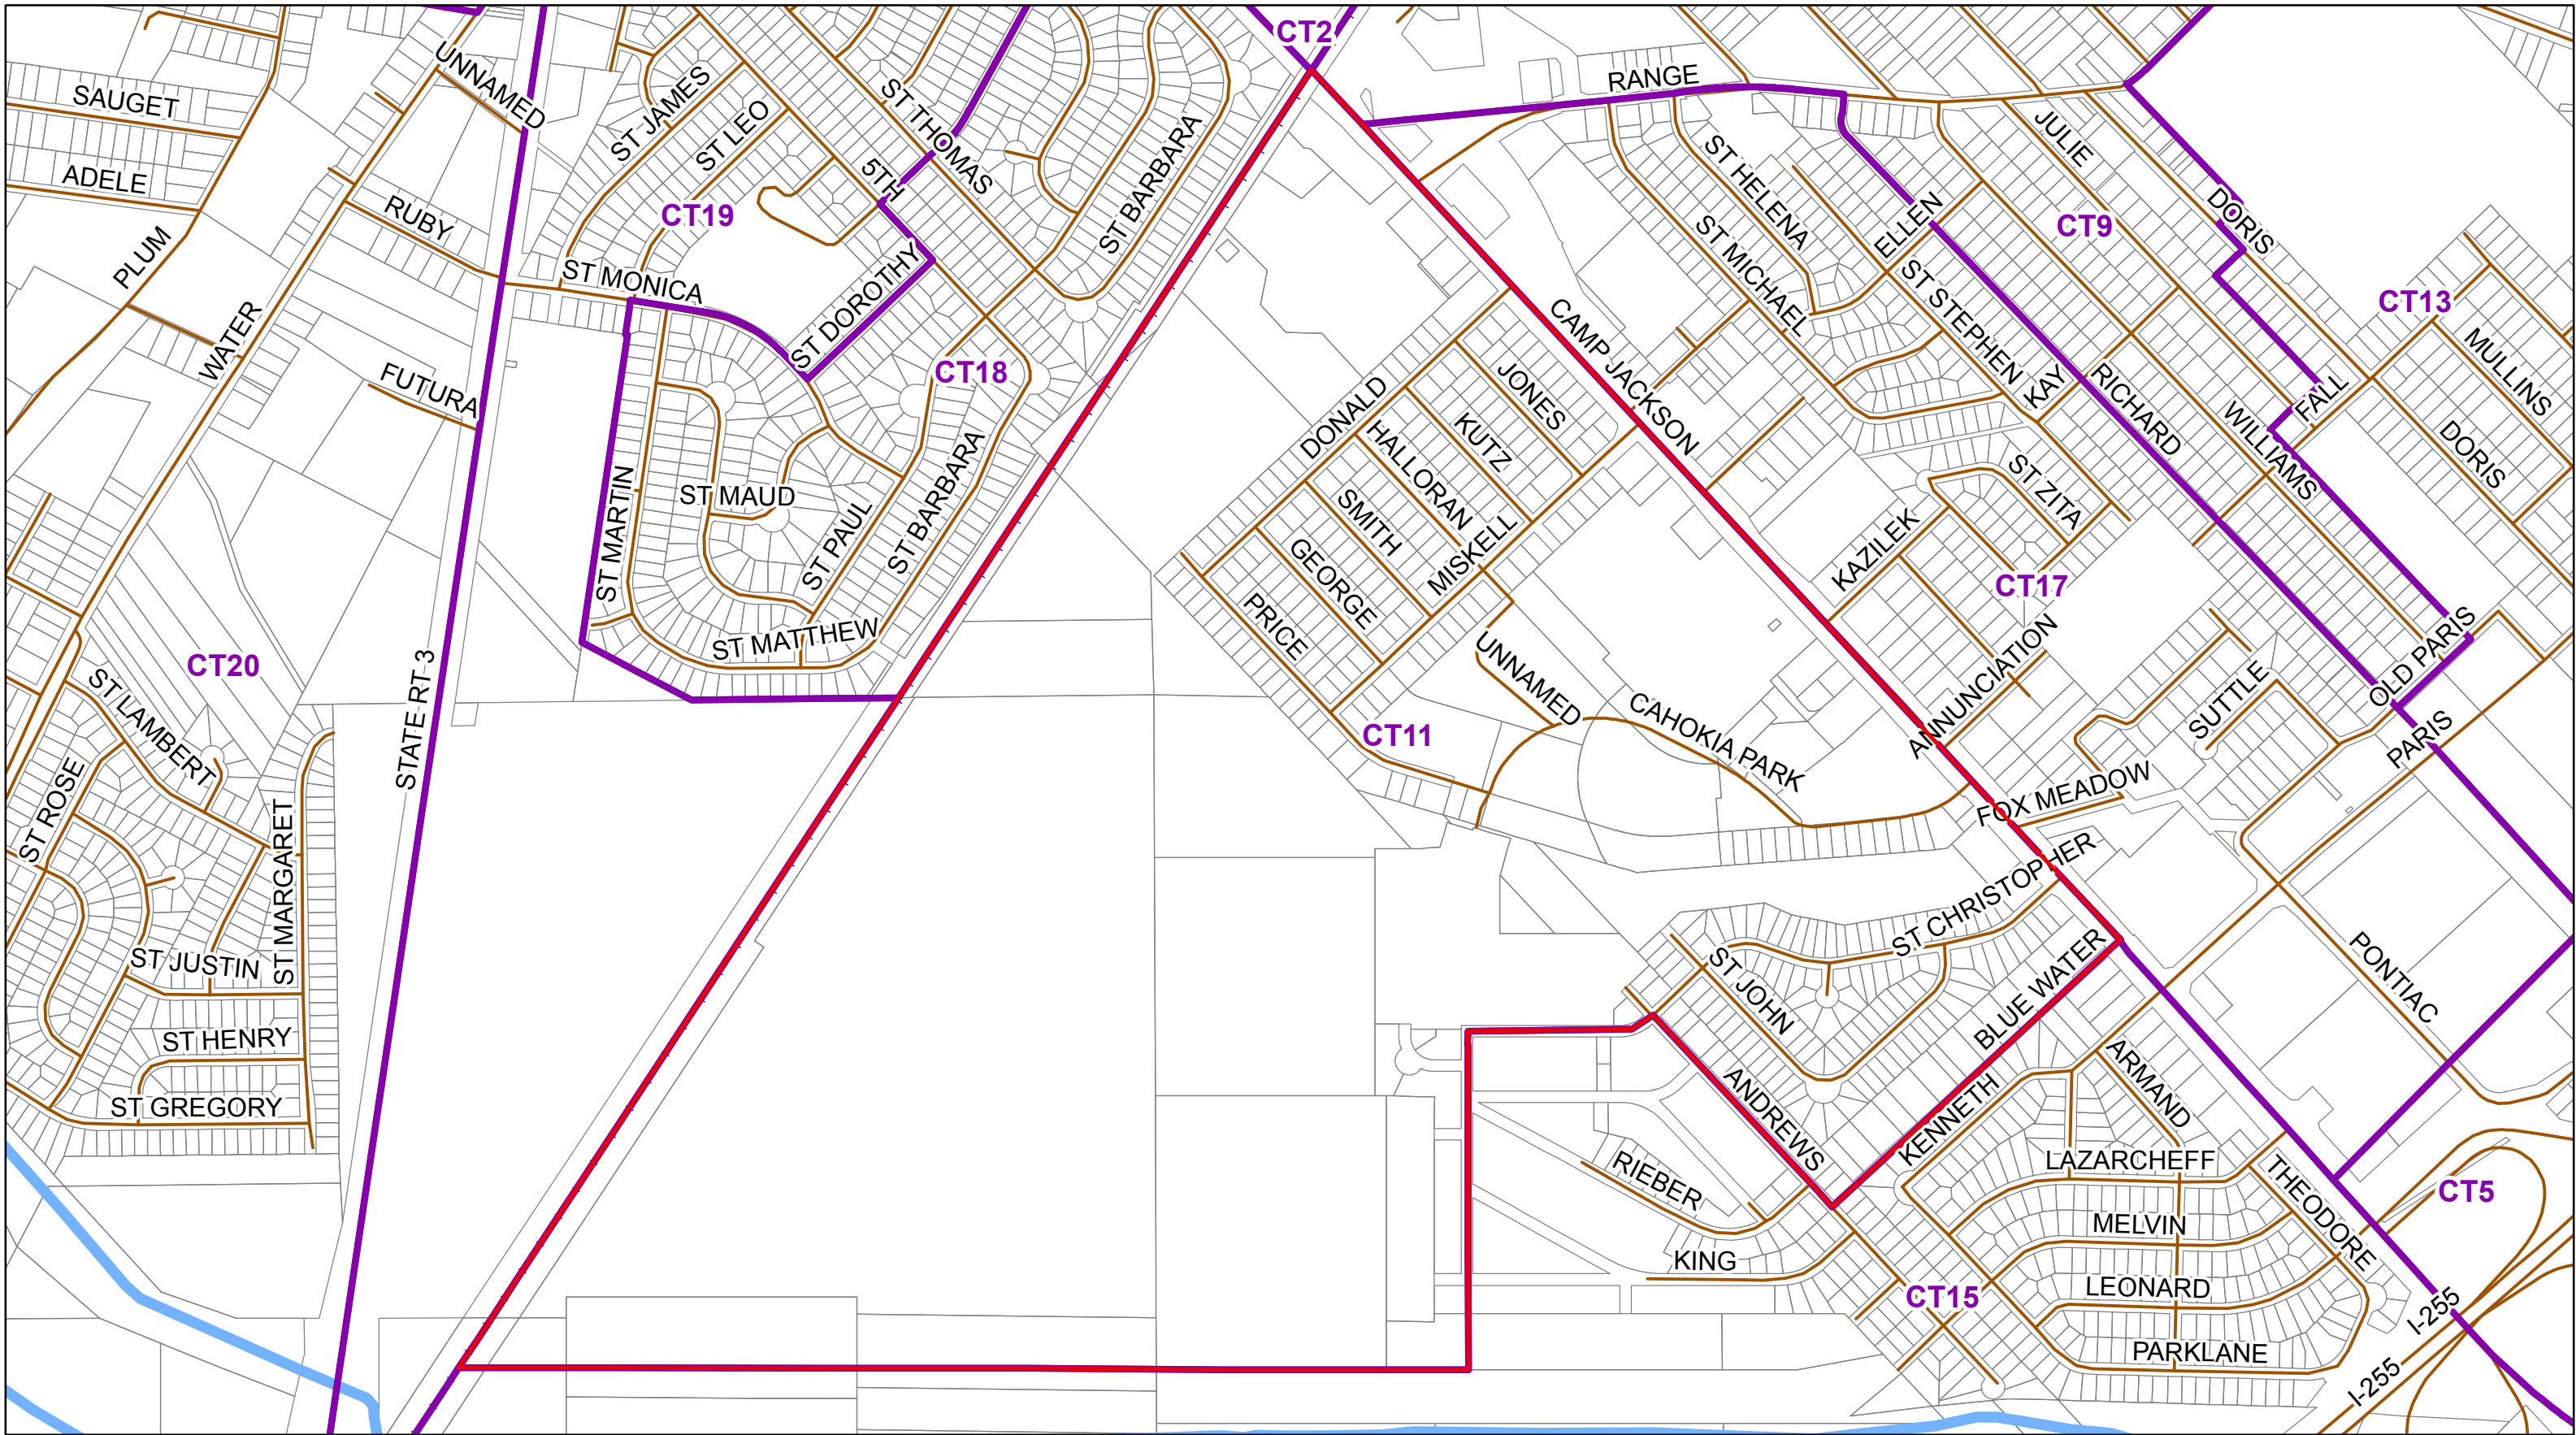 CT2
UNNAMED
RANGE
SAUGET
ST JAMES
ST LEO
ST THOMAS
ST BARBARA
JULIE
ADELE
5TH
ST HELENA
RUBY
CT19
ELLEN
CT9
DORIS
PLUM
ST MONICA
ST DOROTHY
ST MICHAEL
ST STEPHEN
CT13
WATER
FUTURA
CT18
CAMP JACKSON
KAY
RICHARD
FALL
MULLINS
DONALD
JONES
KUTZ
HALLORAN
WILLIAMS
DORIS
ST MARTIN
ST MAUD
ST PAUL
ST BARBARA
SMITH
MISKELL
ST ZITA
KAZILEK
GEORGE
CT17
PRICE
ST MATTHEW
CT20
UNNAMED
ANNUNCIATION
OLD PARIS
SUTTLE
STATE RT-3
ST LAMBERT
CT11
CAHOKIA PARK
PARIS
ST ROSE
FOX MEADOW
ST MARGARET
ST CHRISTOPHER
ST JUSTIN
ST JOHN
BLUE WATER
PONTIAC
ST HENRY
ANDREWS
KENNETH
ARMAND
ST GREGORY
RIEBER
LAZARCHEFF
THEODORE
CT5
MELVIN
KING
CT15
LEONARD
I-255
PARKLANE
I-255